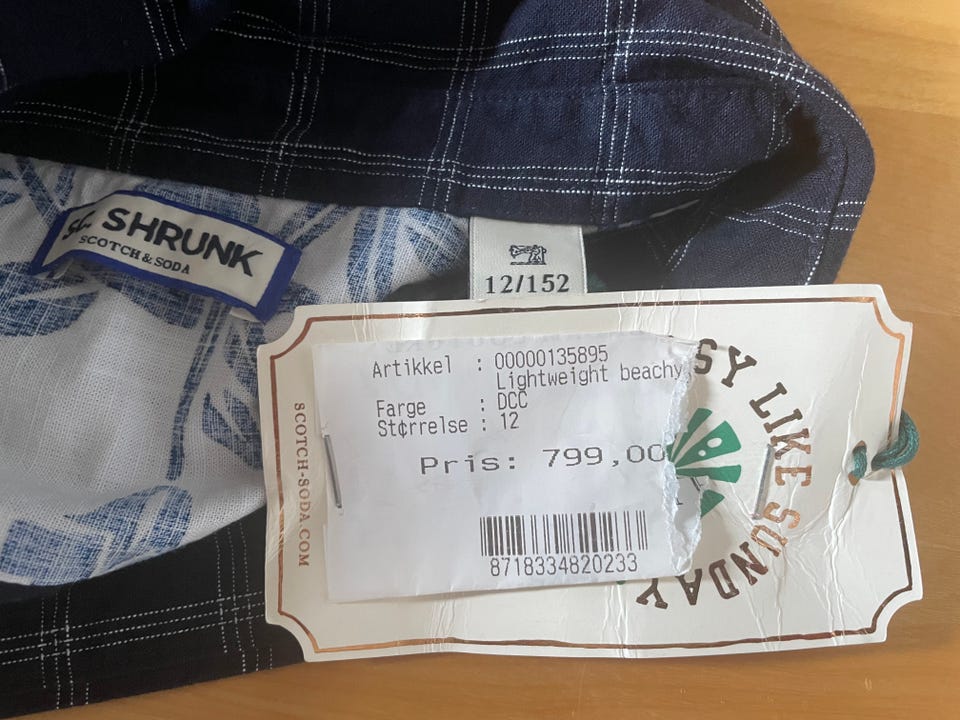 SC. SHRUNK
SCOTCH & SODA
12/152
Artikkel : 00000135895
Lightweight beachy
Farge : DCC
St¢rrelse : 12
Pris: 799,00
8718334820233
SCOTCH-SODA.COM
SY LIKE SUNDAY